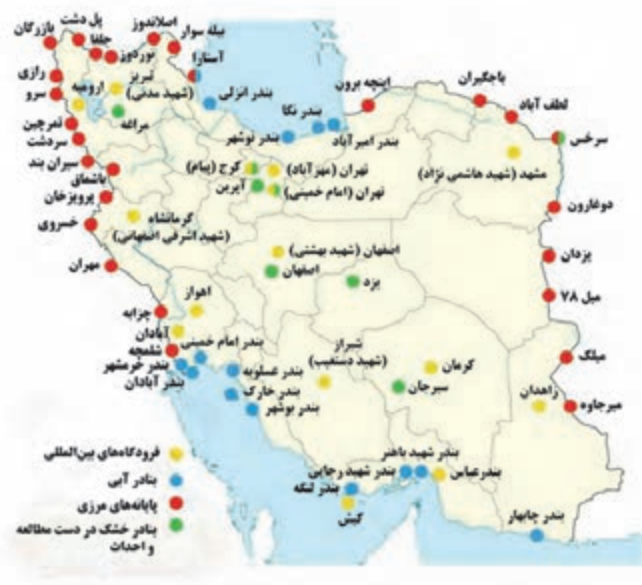 پل دشت
اصلاندوز
بیله سوار
بازرگان
جلفا
نوردوز
آستارا
رازی
ارومیه
تبریز
(شهید مدنی)
بندر انزلی
سرو
مراغه
تمرچین
سردشت
سیران بند
باشماق
پرویزخان
خسروی
مهران
بندر نوشهر
بندر نکا
بندر امیرآباد
اینچه برون
باجگیران
لطف آباد
سرخس
مشهد (شهید هاشمی نژاد)
دوغارون
کرج (پیام)
تهران (مهرآباد)
آپرین
تهران (امام خمینی)
کرمانشاه
(شهید اشرفی اصفهانی)
اصفهان (شهید بهشتی)
اصفهان
یزد
یزدان
میل ۷۸
میلک
میرجاوه
زاهدان
اهواز
چزابه
آبادان
شلمچه
بندر امام خمینی
بندر خرمشهر
بندر آبادان
شیراز
(شهید دستغیب)
بندر عسلویه
بندر خارک
بندر بوشهر
کرمان
سیرجان
بندر شهید باهنر
بندر شهید رجایی
بندرعباس
بندر لنگه
کیش
بندر چابهار
فرودگاه‌های بین‌المللی
بنادر آبی
پایانه‌های مرزی
بنادر خشک در دست مطالعه
و احداث